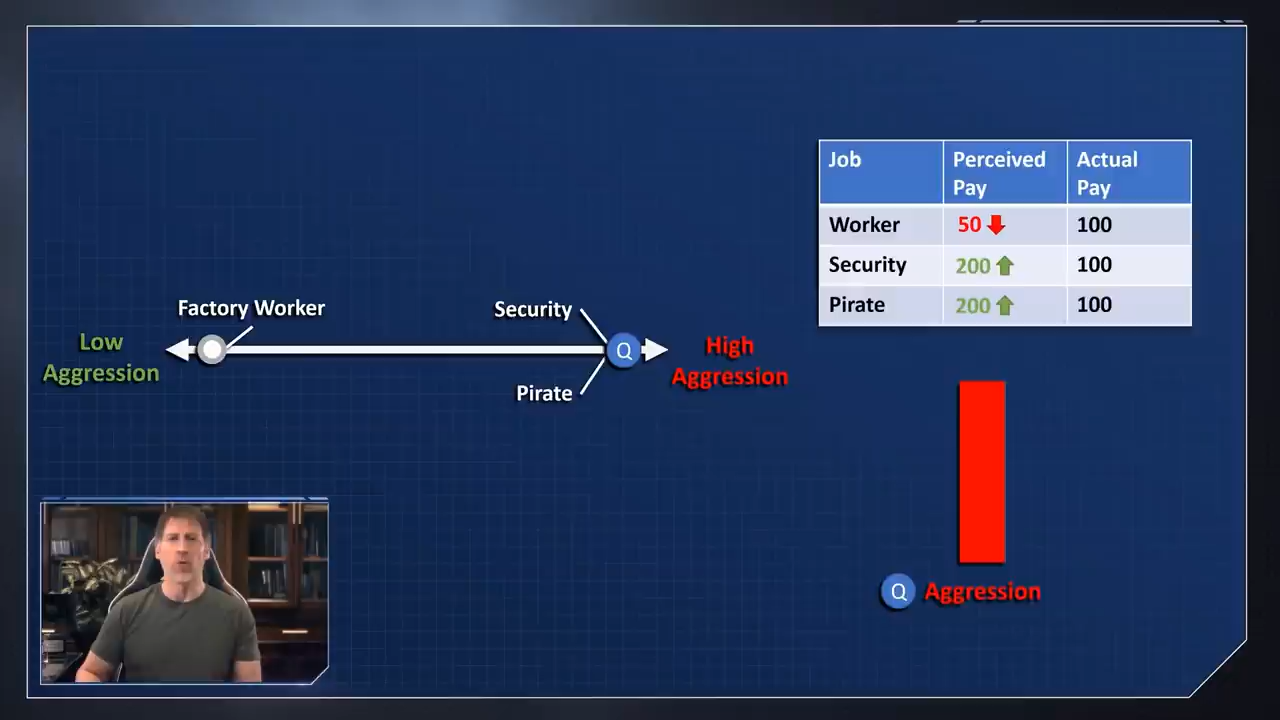 Factory Worker
Low
Aggression
Security
Q
Pirate
High
Aggression
Job Perceived Pay Actual Pay
Worker 50 100
Security 200 100
Pirate 200 100
Q Aggression